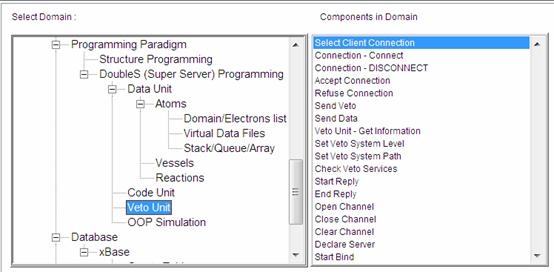 Select Domain :
Programming Paradigm
Structure Programming
DoubleS (Super Server) Programming
Data Unit
Atoms
Domain/Electrons list
Virtual Data Files
Stack/Queue/Array
Vessels
Reactions
Code Unit
Veto Unit
OOP Simulation
Database
xBase
Components in Domain
Select Client Connection
Connection - Connect
Connection - DISCONNECT
Accept Connection
Refuse Connection
Send Veto
Send Data
Veto Unit - Get Information
Set Veto System Level
Set Veto System Path
Check Veto Services
Start Reply
End Reply
Open Channel
Close Channel
Clear Channel
Declare Server
Start Bind